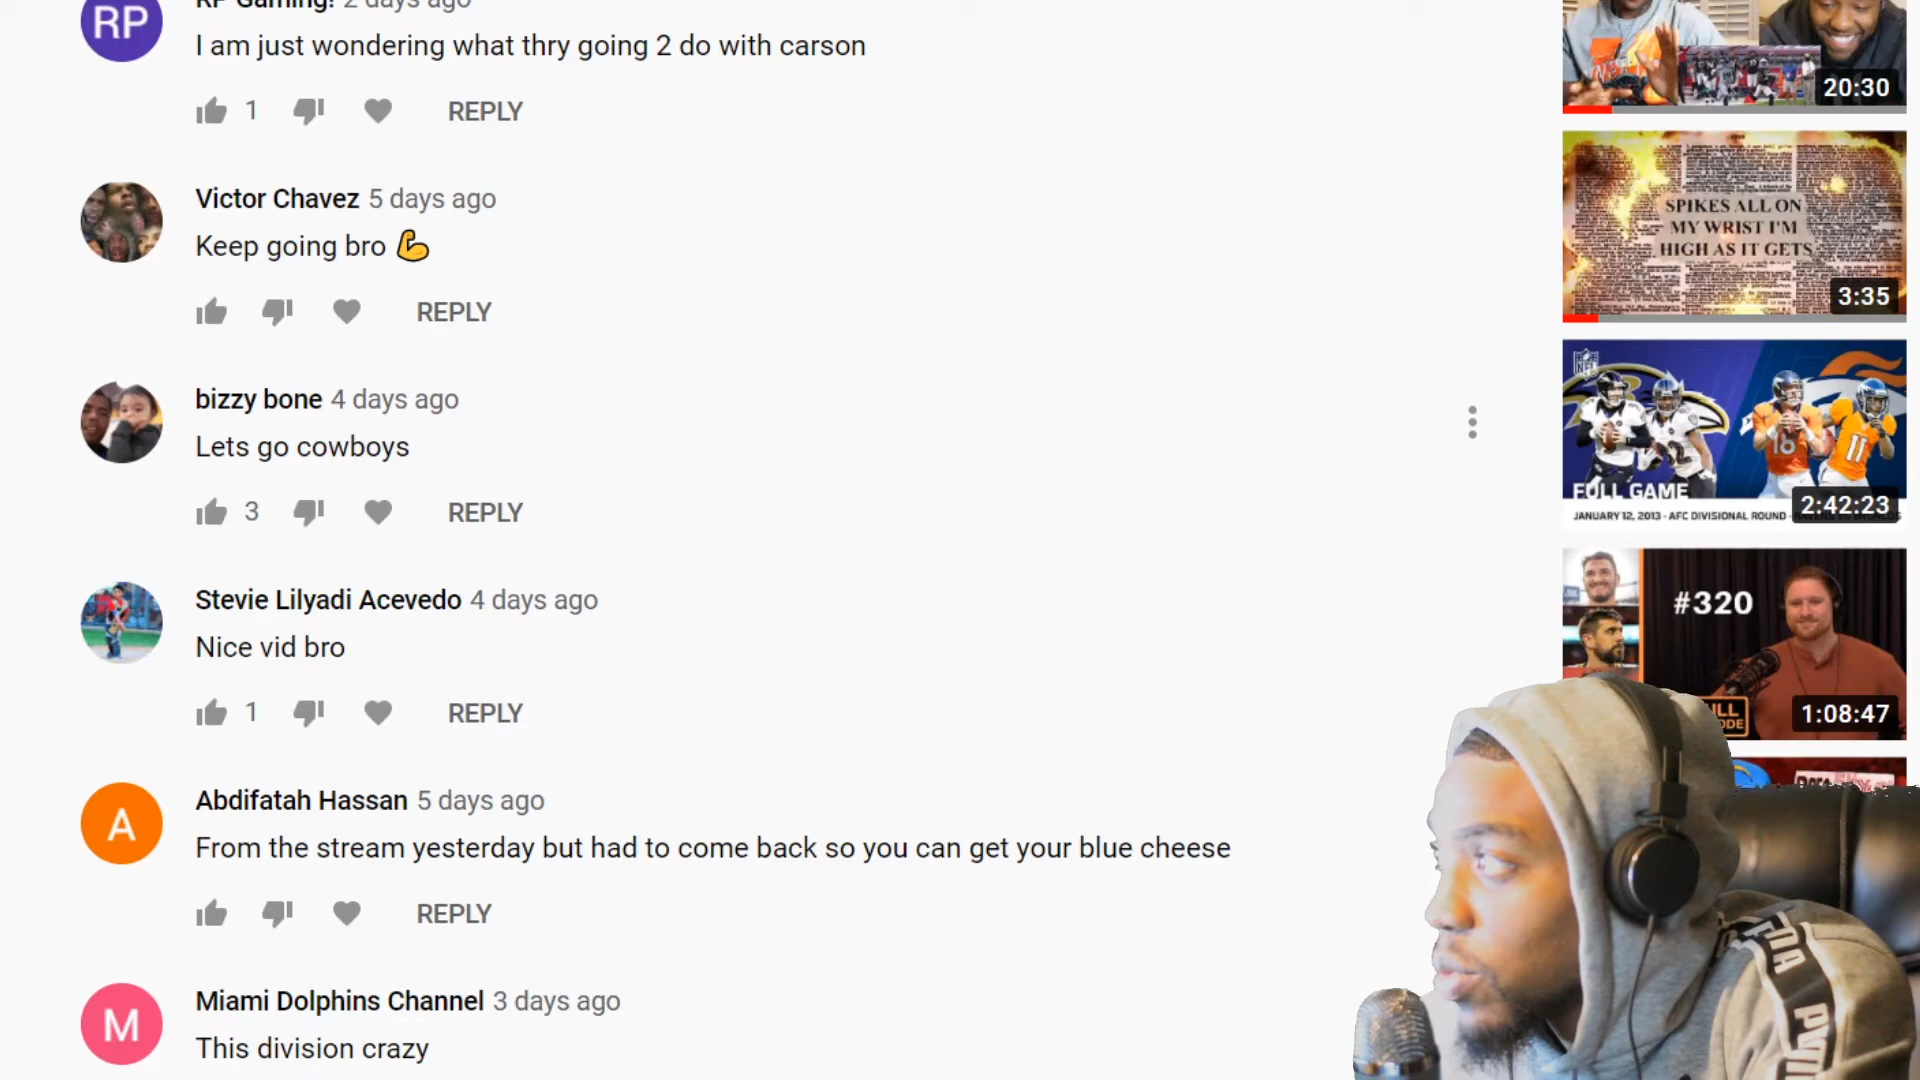 RP Gaming! 2 days ago
RP
I am just wondering what thry going 2 do with carson
1
REPLY
Victor Chavez 5 days ago
Keep going bro 💪
REPLY
bizzy bone 4 days ago
Lets go cowboys
3
REPLY
Stevie Lilyadi Acevedo 4 days ago
Nice vid bro
1
REPLY
A
Abdifatah Hassan 5 days ago
From the stream yesterday but had to come back so you can get your blue cheese
REPLY
M
Miami Dolphins Channel 3 days ago
This division crazy
20:30
SPIKES ALL ON
MY WRIST I'M
HIGH AS IT GETS
3:35
NFL
18
11
FULL GAME
2:42:23
JANUARY 12, 2013 - AFC DIVISIONAL ROUND -
#320
1:08:47